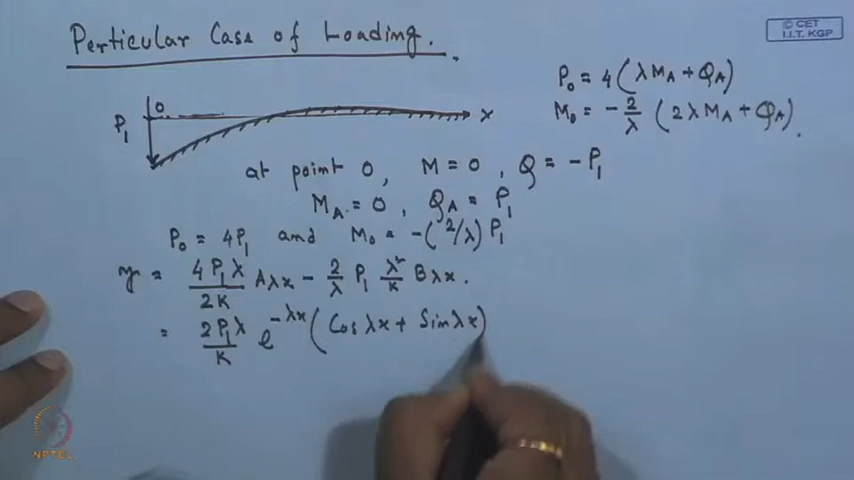 Perticular Case of Loading.
© CET
I.I.T. KGP
P₀ = 4 (λM_A + Q_A)
M₀ = - 2/λ (2λM_A + Q_A).
0
P₁
x
at point 0, M = 0, Q = -P₁
M_A = 0, Q_A = P₁
P₀ = 4P₁ and M₀ = -(2/λ) P₁
y = 4P₁λ/2K Aλx - 2/λ P₁ λ²/K Bλx.
= 2P₁λ/K e^-λx (Cos λx + Sin λx)
NPTEL